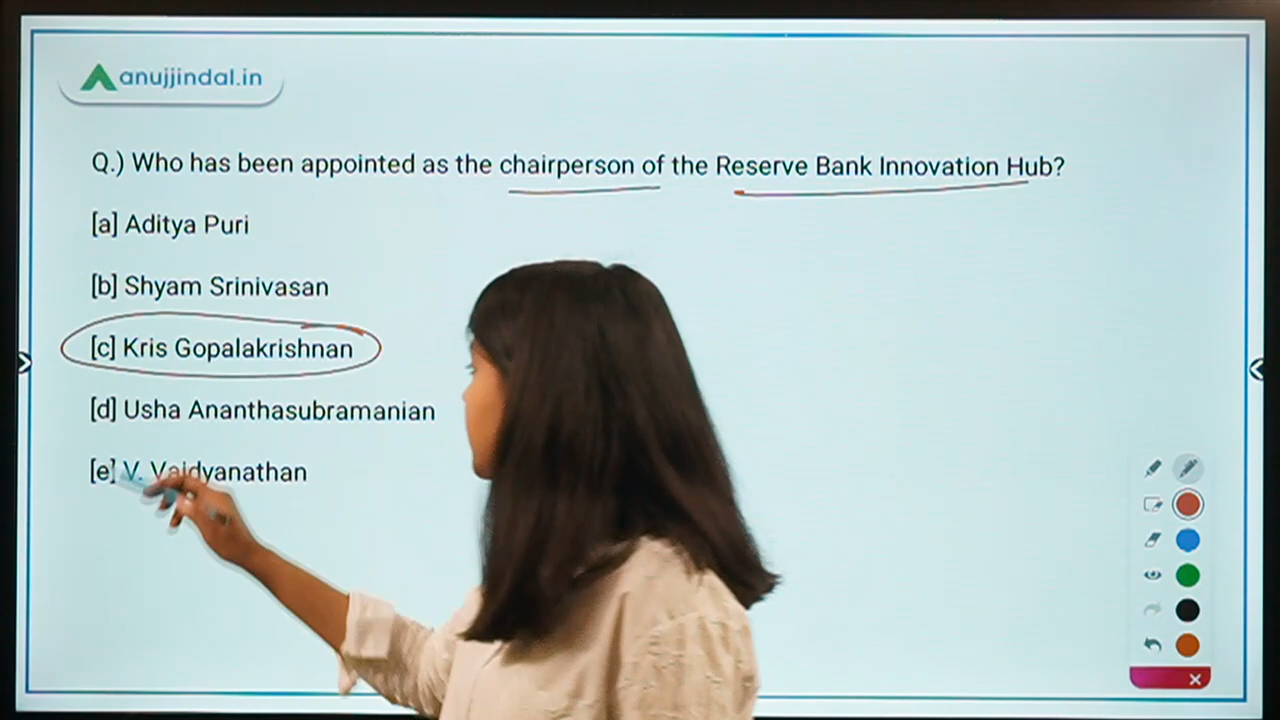 anujjindal.in
Q.) Who has been appointed as the chairperson of the Reserve Bank Innovation Hub?
[a] Aditya Puri
[b] Shyam Srinivasan
[c] Kris Gopalakrishnan
[d] Usha Ananthasubramanian
[e] V. Vaidyanathan